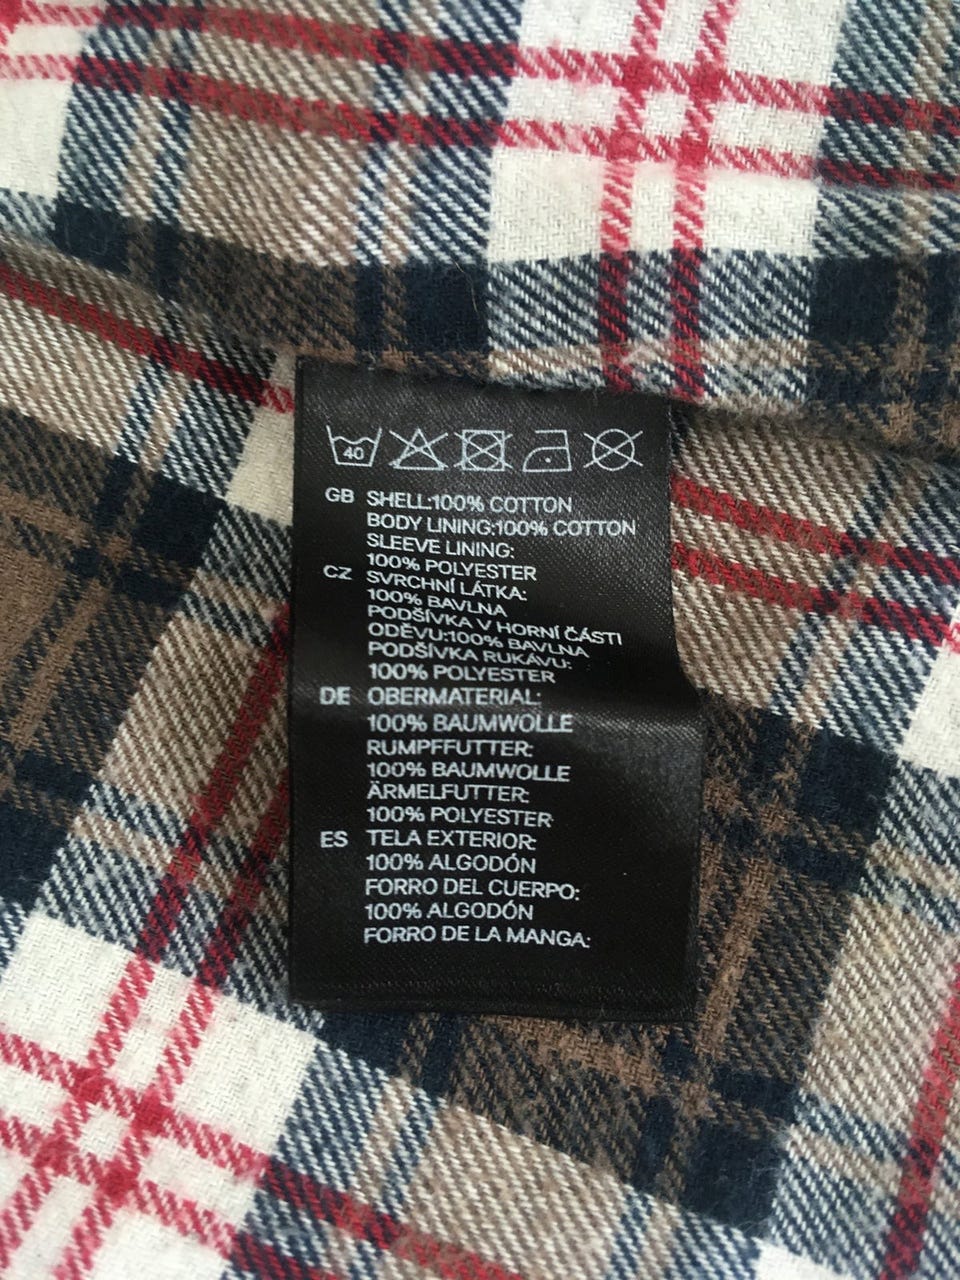 40
GB SHELL:100% COTTON
BODY LINING:100% COTTON
SLEEVE LINING:
100% POLYESTER
CZ SVRCHNÍ LÁTKA:
100% BAVLNA
PODŠÍVKA V HORNÍ ČÁSTI
ODĚVU:100% BAVLNA
PODŠÍVKA RUKÁVU:
100% POLYESTER
DE OBERMATERIAL:
100% BAUMWOLLE
RUMPFFUTTER:
100% BAUMWOLLE
ÄRMELFUTTER:
100% POLYESTER
ES TELA EXTERIOR:
100% ALGODÓN
FORRO DEL CUERPO:
100% ALGODÓN
FORRO DE LA MANGA: